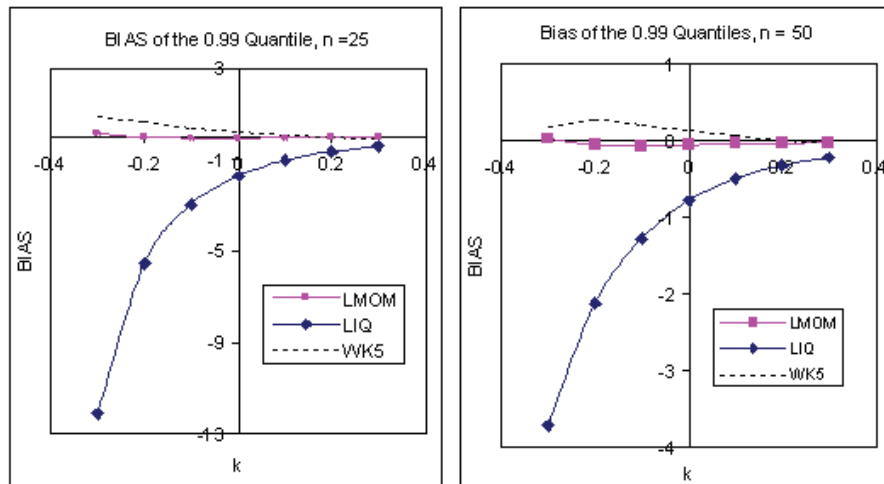 BIAS of the 0.99 Quantile, n =25
3
-0.4
-0.2
-1 0
0.2
0.4
-5
BIAS
LMOM
LIQ
WK5
-9
-13
k
Bias of the 0.99 Quantiles, n = 50
1
0
-0.4
-0.2
0
0.2
0.4
-1
BIAS
-2
LMOM
LIQ
WK5
-3
-4
k